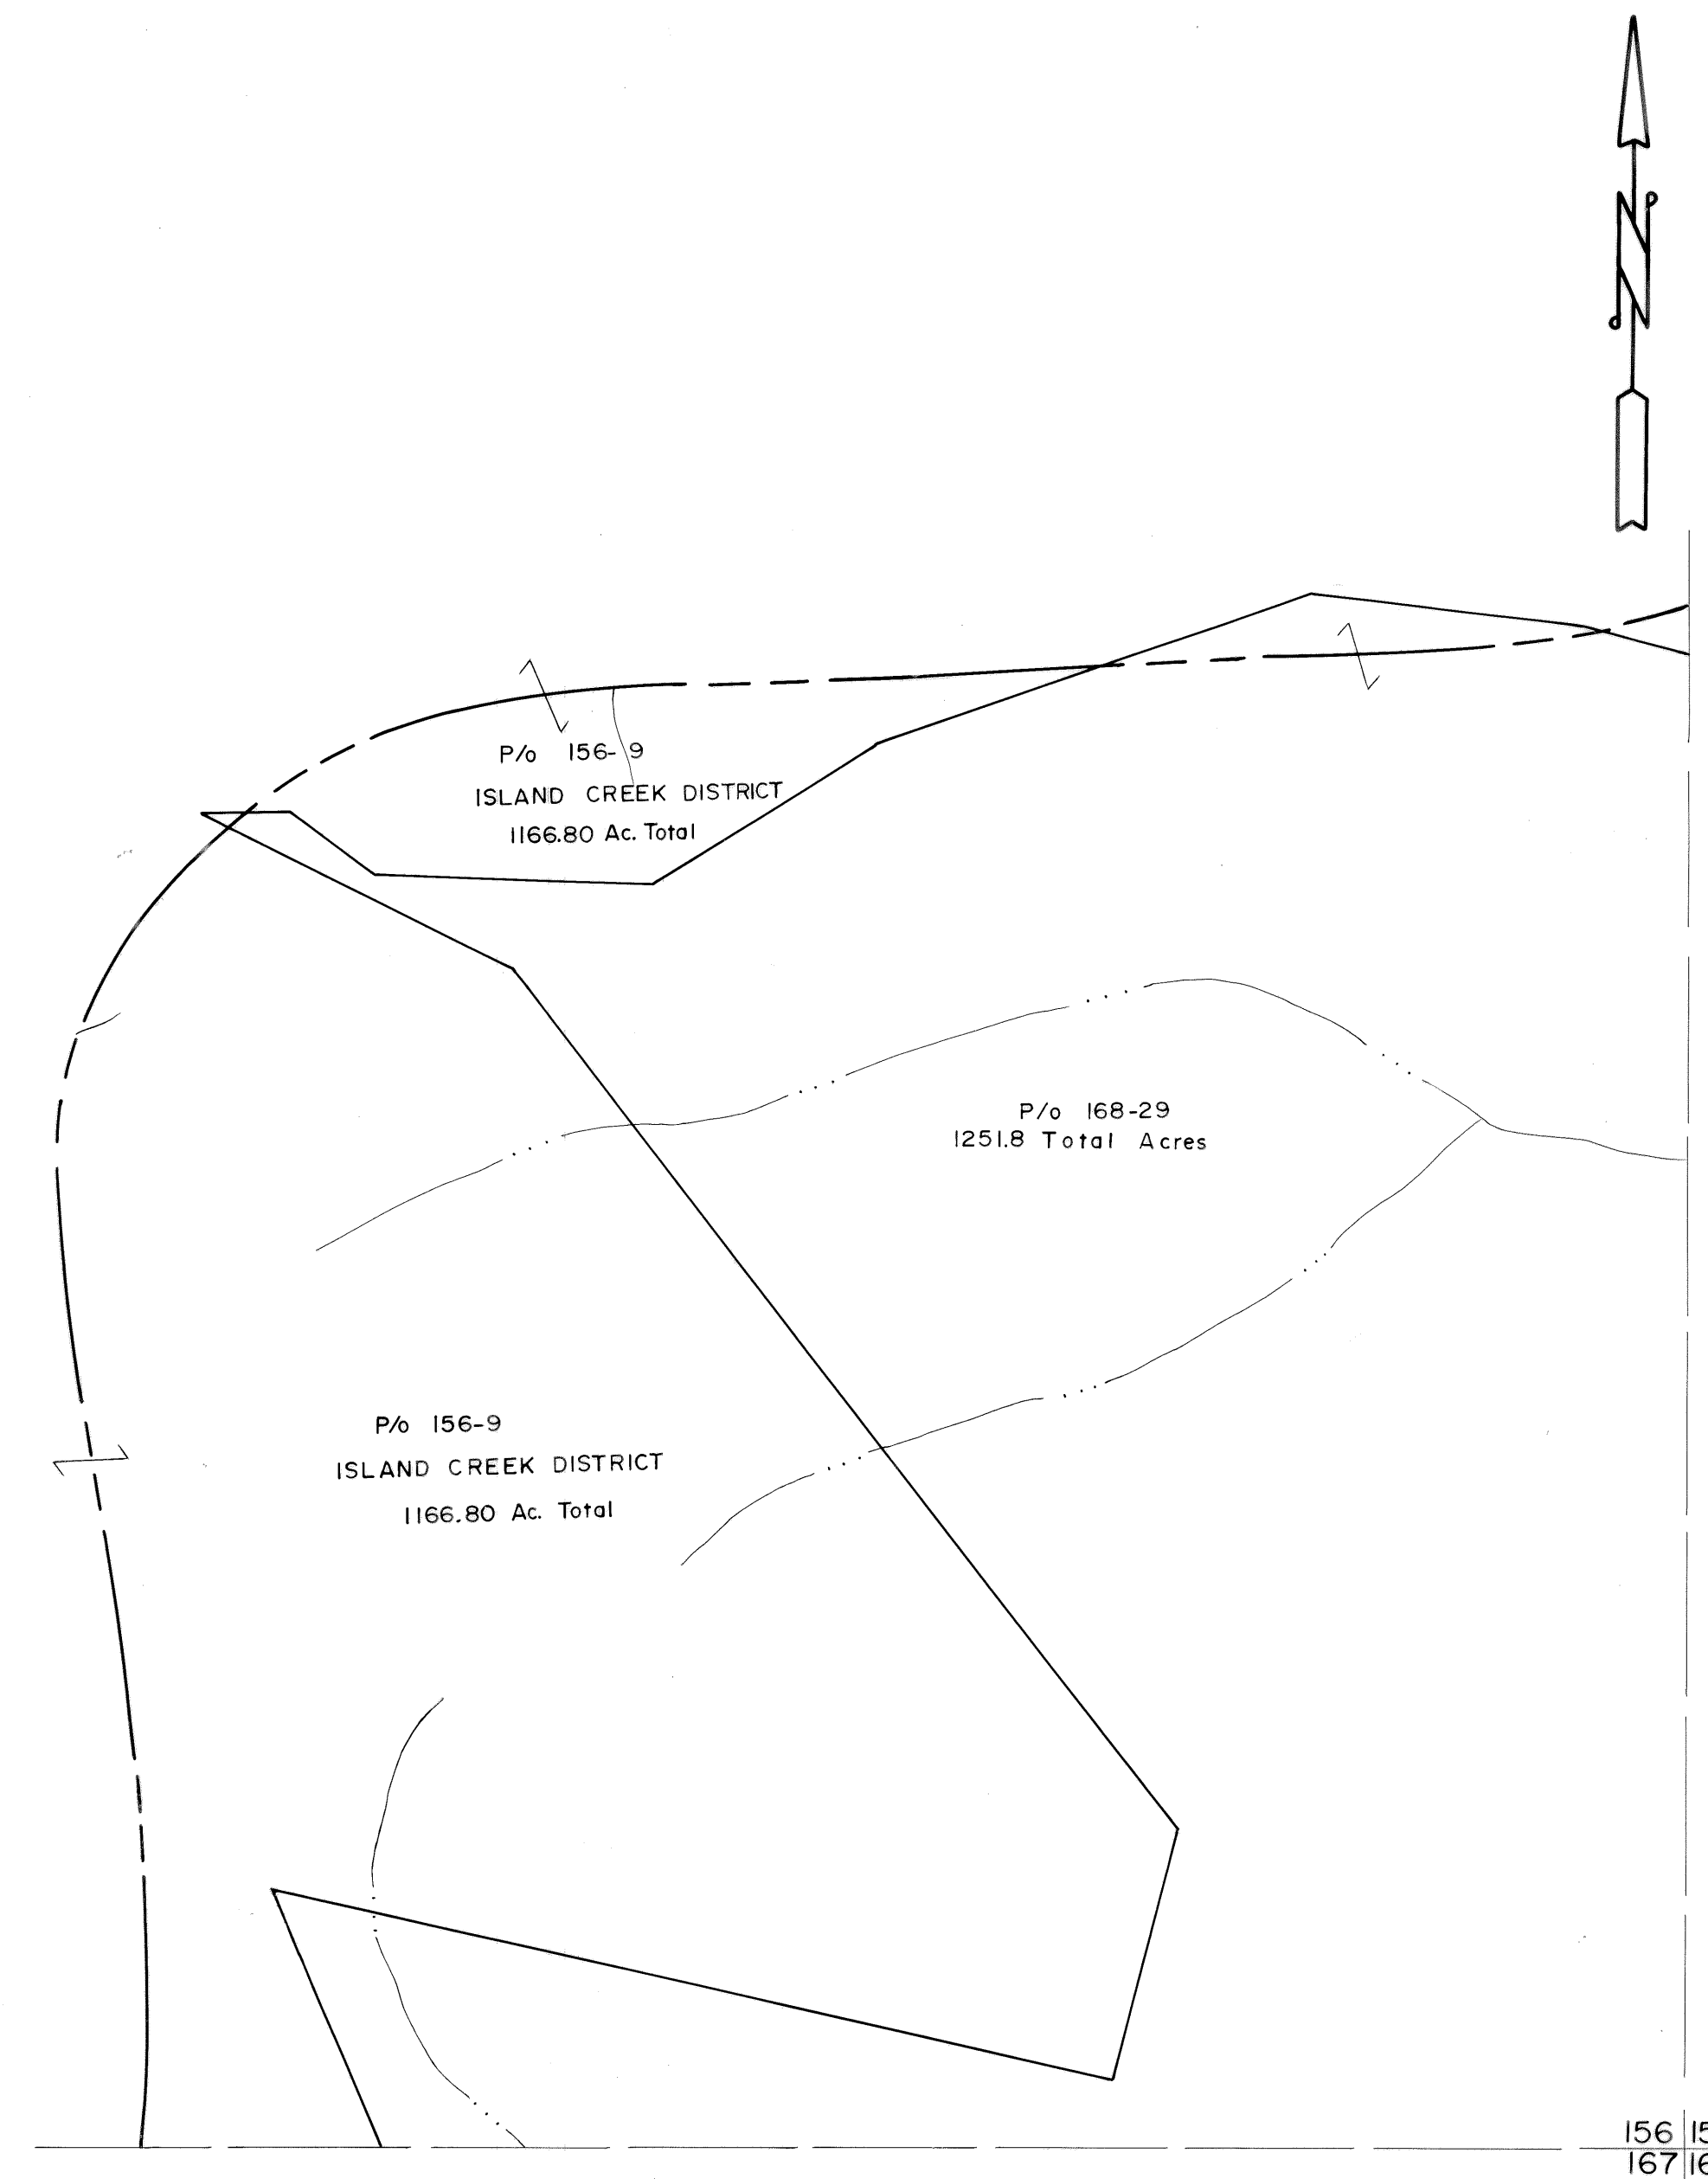 N
P/o 156-9
ISLAND CREEK DISTRICT
1166.80 Ac. Total
P/o 168-29
1251.8 Total Acres
P/o 156-9
ISLAND CREEK DISTRICT
1166.80 Ac. Total
156
167